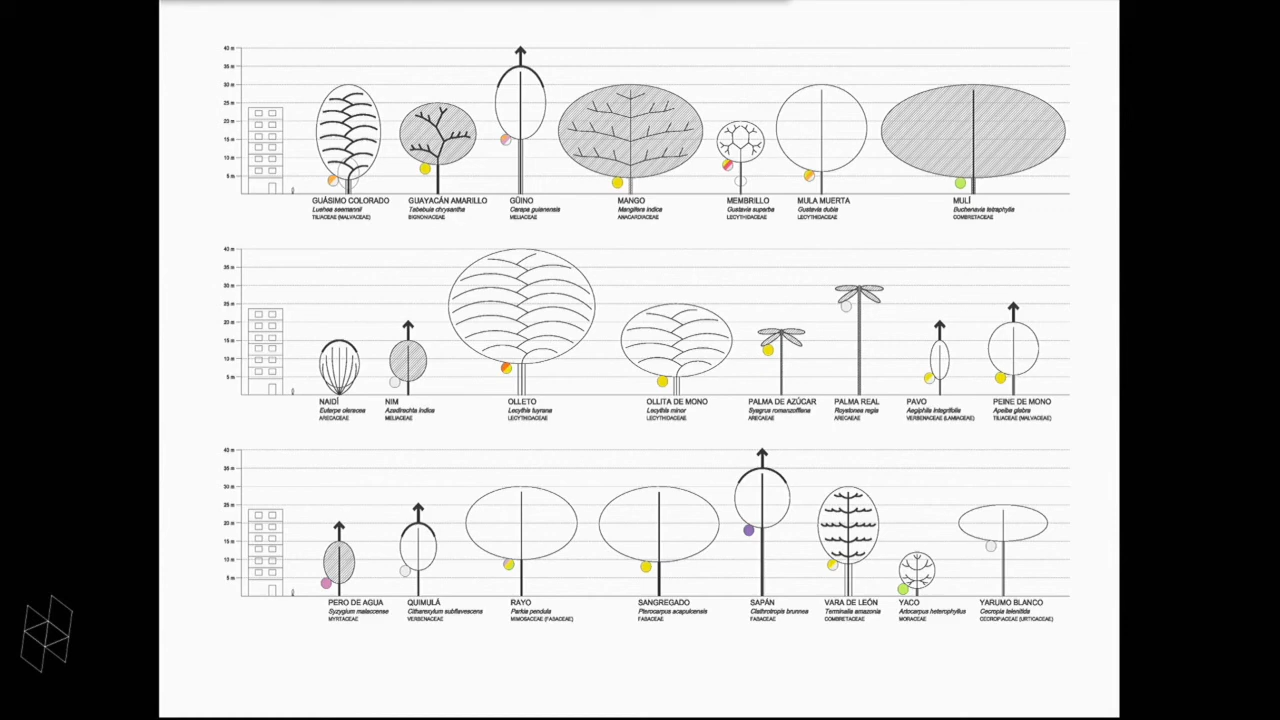 40 m
35 m
30 m
25 m
20 m
15 m
10 m
5 m
GUÁSIMO COLORADO GUAYACÁN AMARILLO GÜINO MANGO MEMBRILLO MULA MUERTA MULÍ
Luehea seemannii Tabebuia chrysantha Carapa guianensis Mangifera indica Gustavia superba Gustavia dubia Buchenavia tetraphylla
TILIACEAE (MALVACEAE) BIGNONIACEAE MELIACEAE ANACARDIACEAE LECYTHIDACEAE LECYTHIDACEAE COMBRETACEAE
40 m
35 m
30 m
25 m
20 m
15 m
10 m
5 m
NAIDÍ NIM OLLETO OLLITA DE MONO PALMA DE AZÚCAR PALMA REAL PAVO PEINE DE MONO
Euterpe oleracea Azadirachta indica Lecythis tuyrana Lecythis minor Syagrus romanzoffiana Roystonea regia Aegiphila integrifolia Apeiba glabra
ARECACEAE MELIACEAE LECYTHIDACEAE LECYTHIDACEAE ARECACEAE ARECACEAE VERBENACEAE (LAMIACEAE) TILIACEAE (MALVACEAE)
40 m
35 m
30 m
25 m
20 m
15 m
10 m
5 m
PERO DE AGUA QUIMULÁ RAYO SANGREGADO SAPÁN VARA DE LEÓN YACO YARUMO BLANCO
Syzygium malaccense Citharexylum subflavescens Parkia pendula Pterocarpus acapulcensis Clathrotropis brunnea Terminalia amazonia Artocarpus heterophyllus Cecropia telenitida
MYRTACEAE VERBENACEAE MIMOSACEAE (FABACEAE) FABACEAE FABACEAE COMBRETACEAE MORACEAE CECROPIACEAE (URTICACEAE)